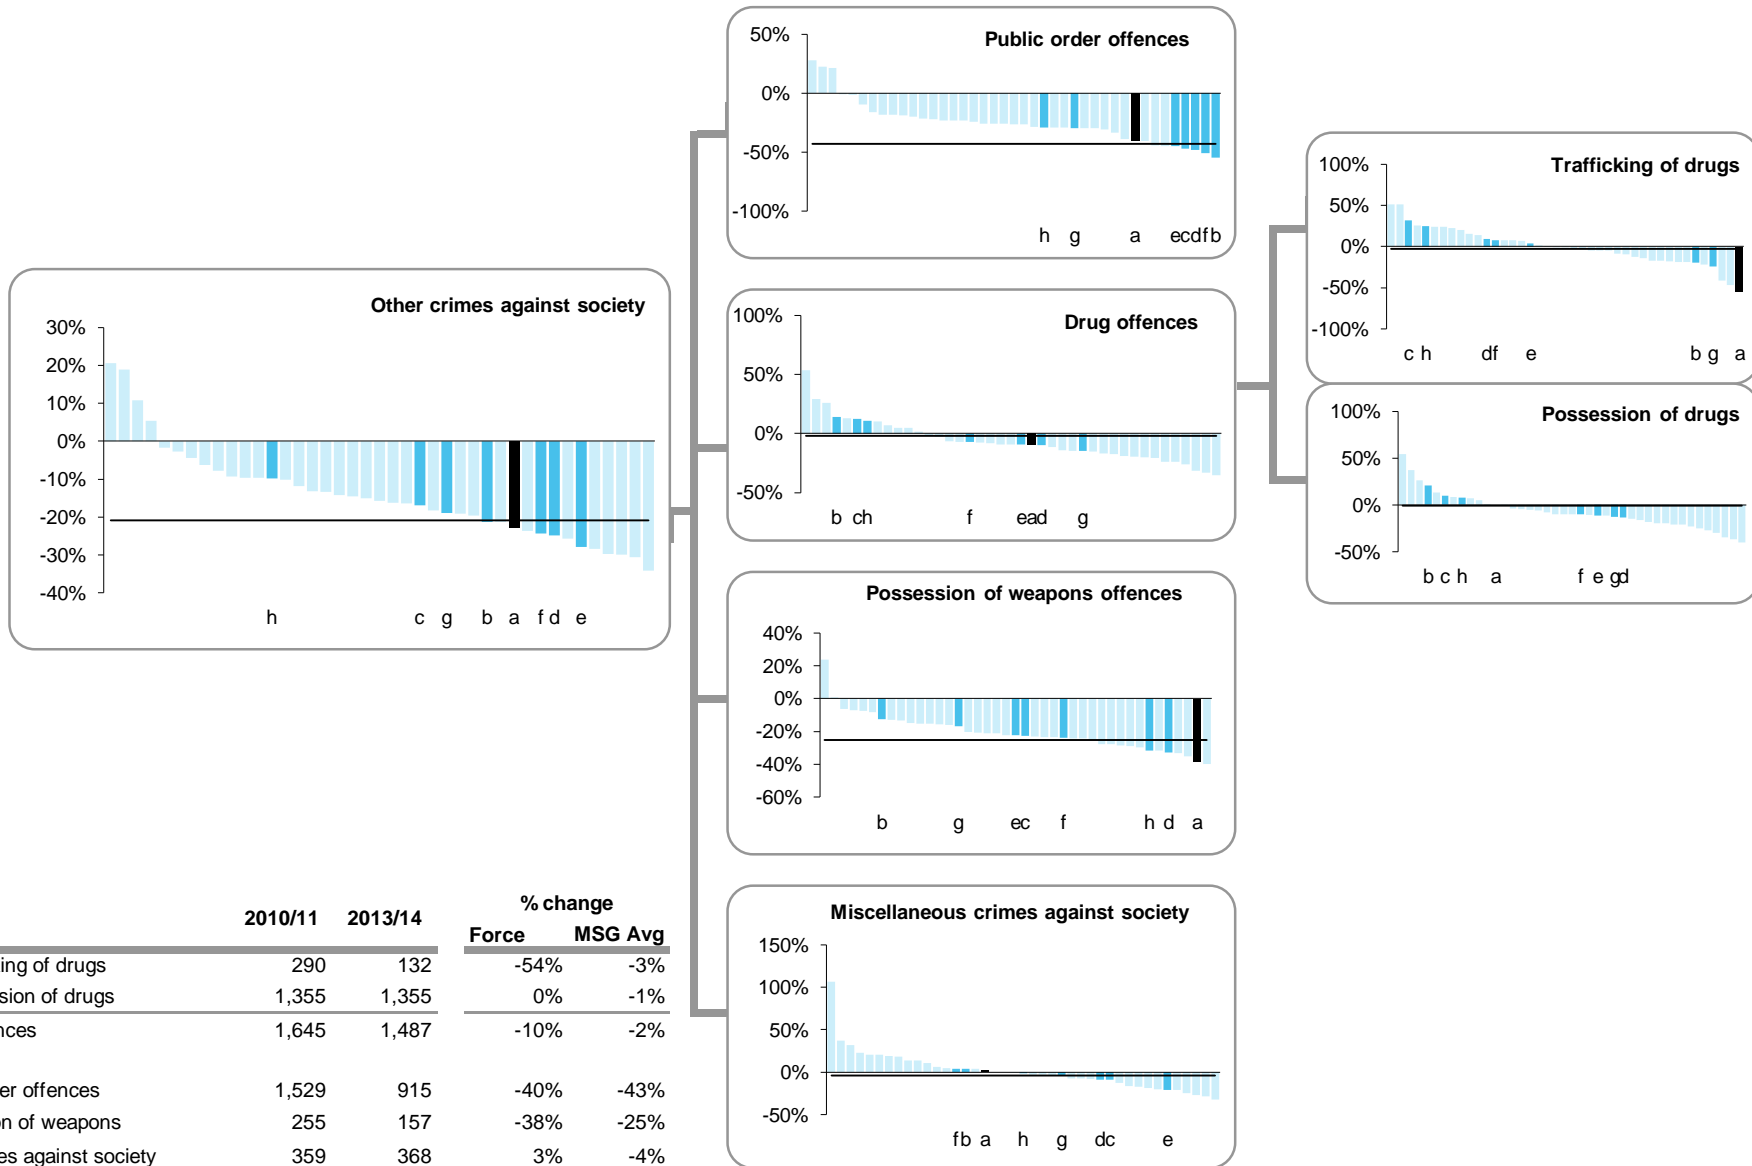 Public order offences
50%
0%
-50%
-100%
h g a ecdfb
Trafficking of drugs
100%
50%
0%
-50%
-100%
c h df e b g a
Other crimes against society
30%
20%
10%
0%
-10%
-20%
-30%
-40%
h c g b a f d e
Drug offences
100%
50%
0%
-50%
b ch f ead g
Possession of drugs
100%
50%
0%
-50%
b c h a f e gd
Possession of weapons offences
40%
20%
0%
-20%
-40%
-60%
b g ec f h d a
Miscellaneous crimes against society
150%
100%
50%
0%
-50%
fb a h g dc e
2010/11 2013/14 % change
Force MSG Avg
ing of drugs 290 132 -54% -3%
sion of drugs 1,355 1,355 0% -1%
nces 1,645 1,487 -10% -2%
er offences 1,529 915 -40% -43%
on of weapons 255 157 -38% -25%
es against society 359 368 3% -4%